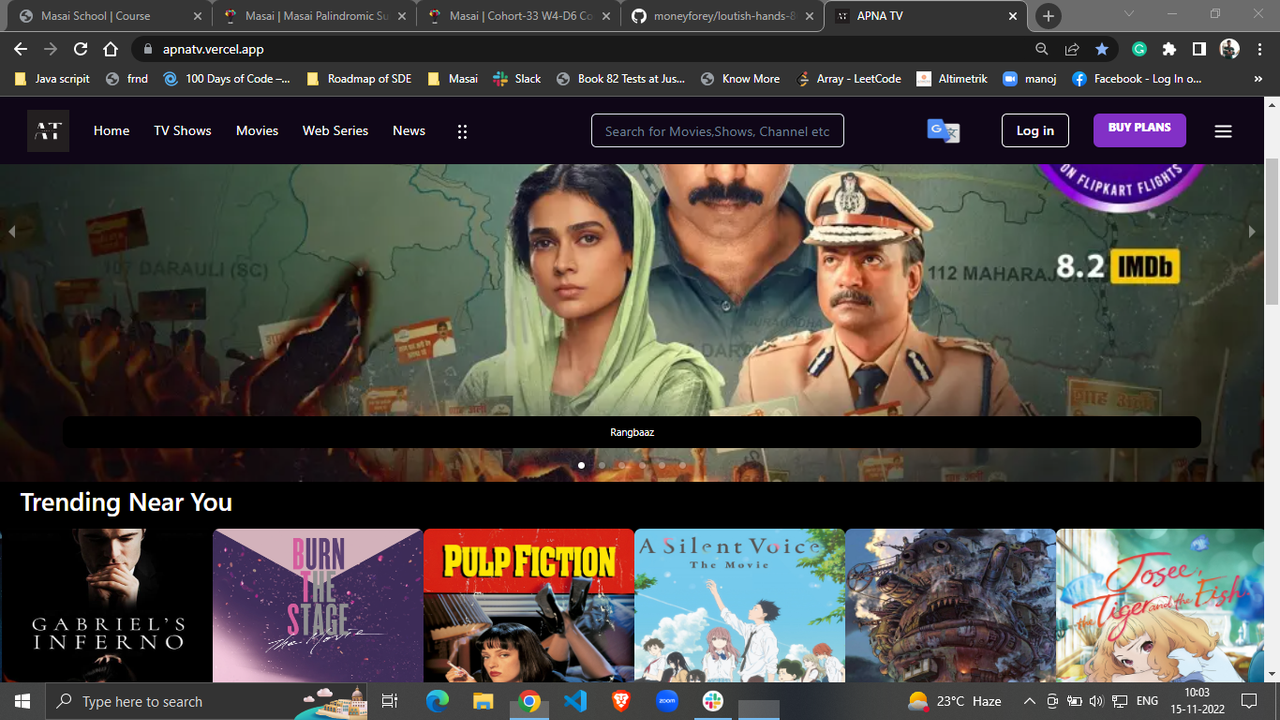 Masai School | Course
Masai | Masai Palindromic Su
Masai | Cohort-33 W4-D6 Co
moneyforey/loutish-hands-8
APNA TV
apnatv.vercel.app
Java scripit
frnd
100 Days of Code –...
Roadmap of SDE
Masai
Slack
Book 82 Tests at Jus...
Know More
Array - LeetCode
Altimetrik
manoj
Facebook - Log In o...
AT
Home
TV Shows
Movies
Web Series
News
Search for Movies,Shows, Channel etc
Log in
BUY PLANS
ON FLIPKART FLIGHTS
107 DARAULI (SC)
112 MAHARAJ
8.2 IMDb
Rangbaaz
Trending Near You
GABRIEL'S
INFERNO
BURN
THE
STAGE
the Movie
PULP FICTION
A Silent Voice
The Movie
Josee,
the Tiger and the Fish
Type here to search
zoom
23°C Haze
ENG
10:03
15-11-2022